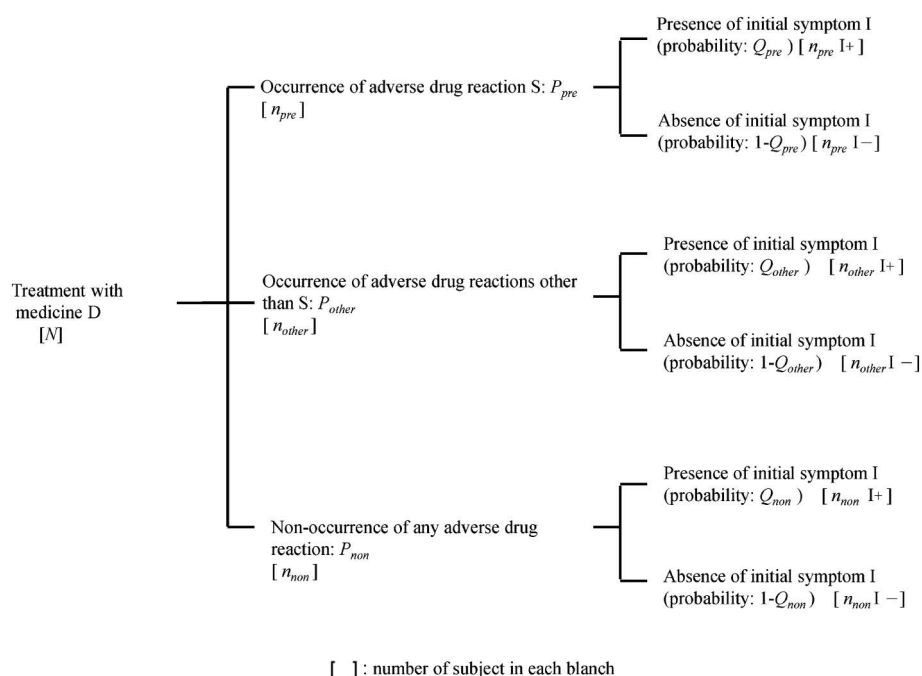 Presence of initial symptom I
(probability: Qpre ) [ npre I+]
Occurrence of adverse drug reaction S: Ppre
[ npre]
Absence of initial symptom I
(probability: 1-Qpre) [ npre I−]
Presence of initial symptom I
(probability: Qother ) [ nother I+]
Occurrence of adverse drug reactions other
than S: Pother
[ nother]
Absence of initial symptom I
(probability: 1-Qother) [ nother I −]
Treatment with
medicine D
[N]
Presence of initial symptom I
(probability: Qnon ) [ nnon I+]
Non-occurrence of any adverse drug
reaction: Pnon
[ nnon]
Absence of initial symptom I
(probability: 1-Qnon) [ nnon I −]
[ ] : number of subject in each blanch